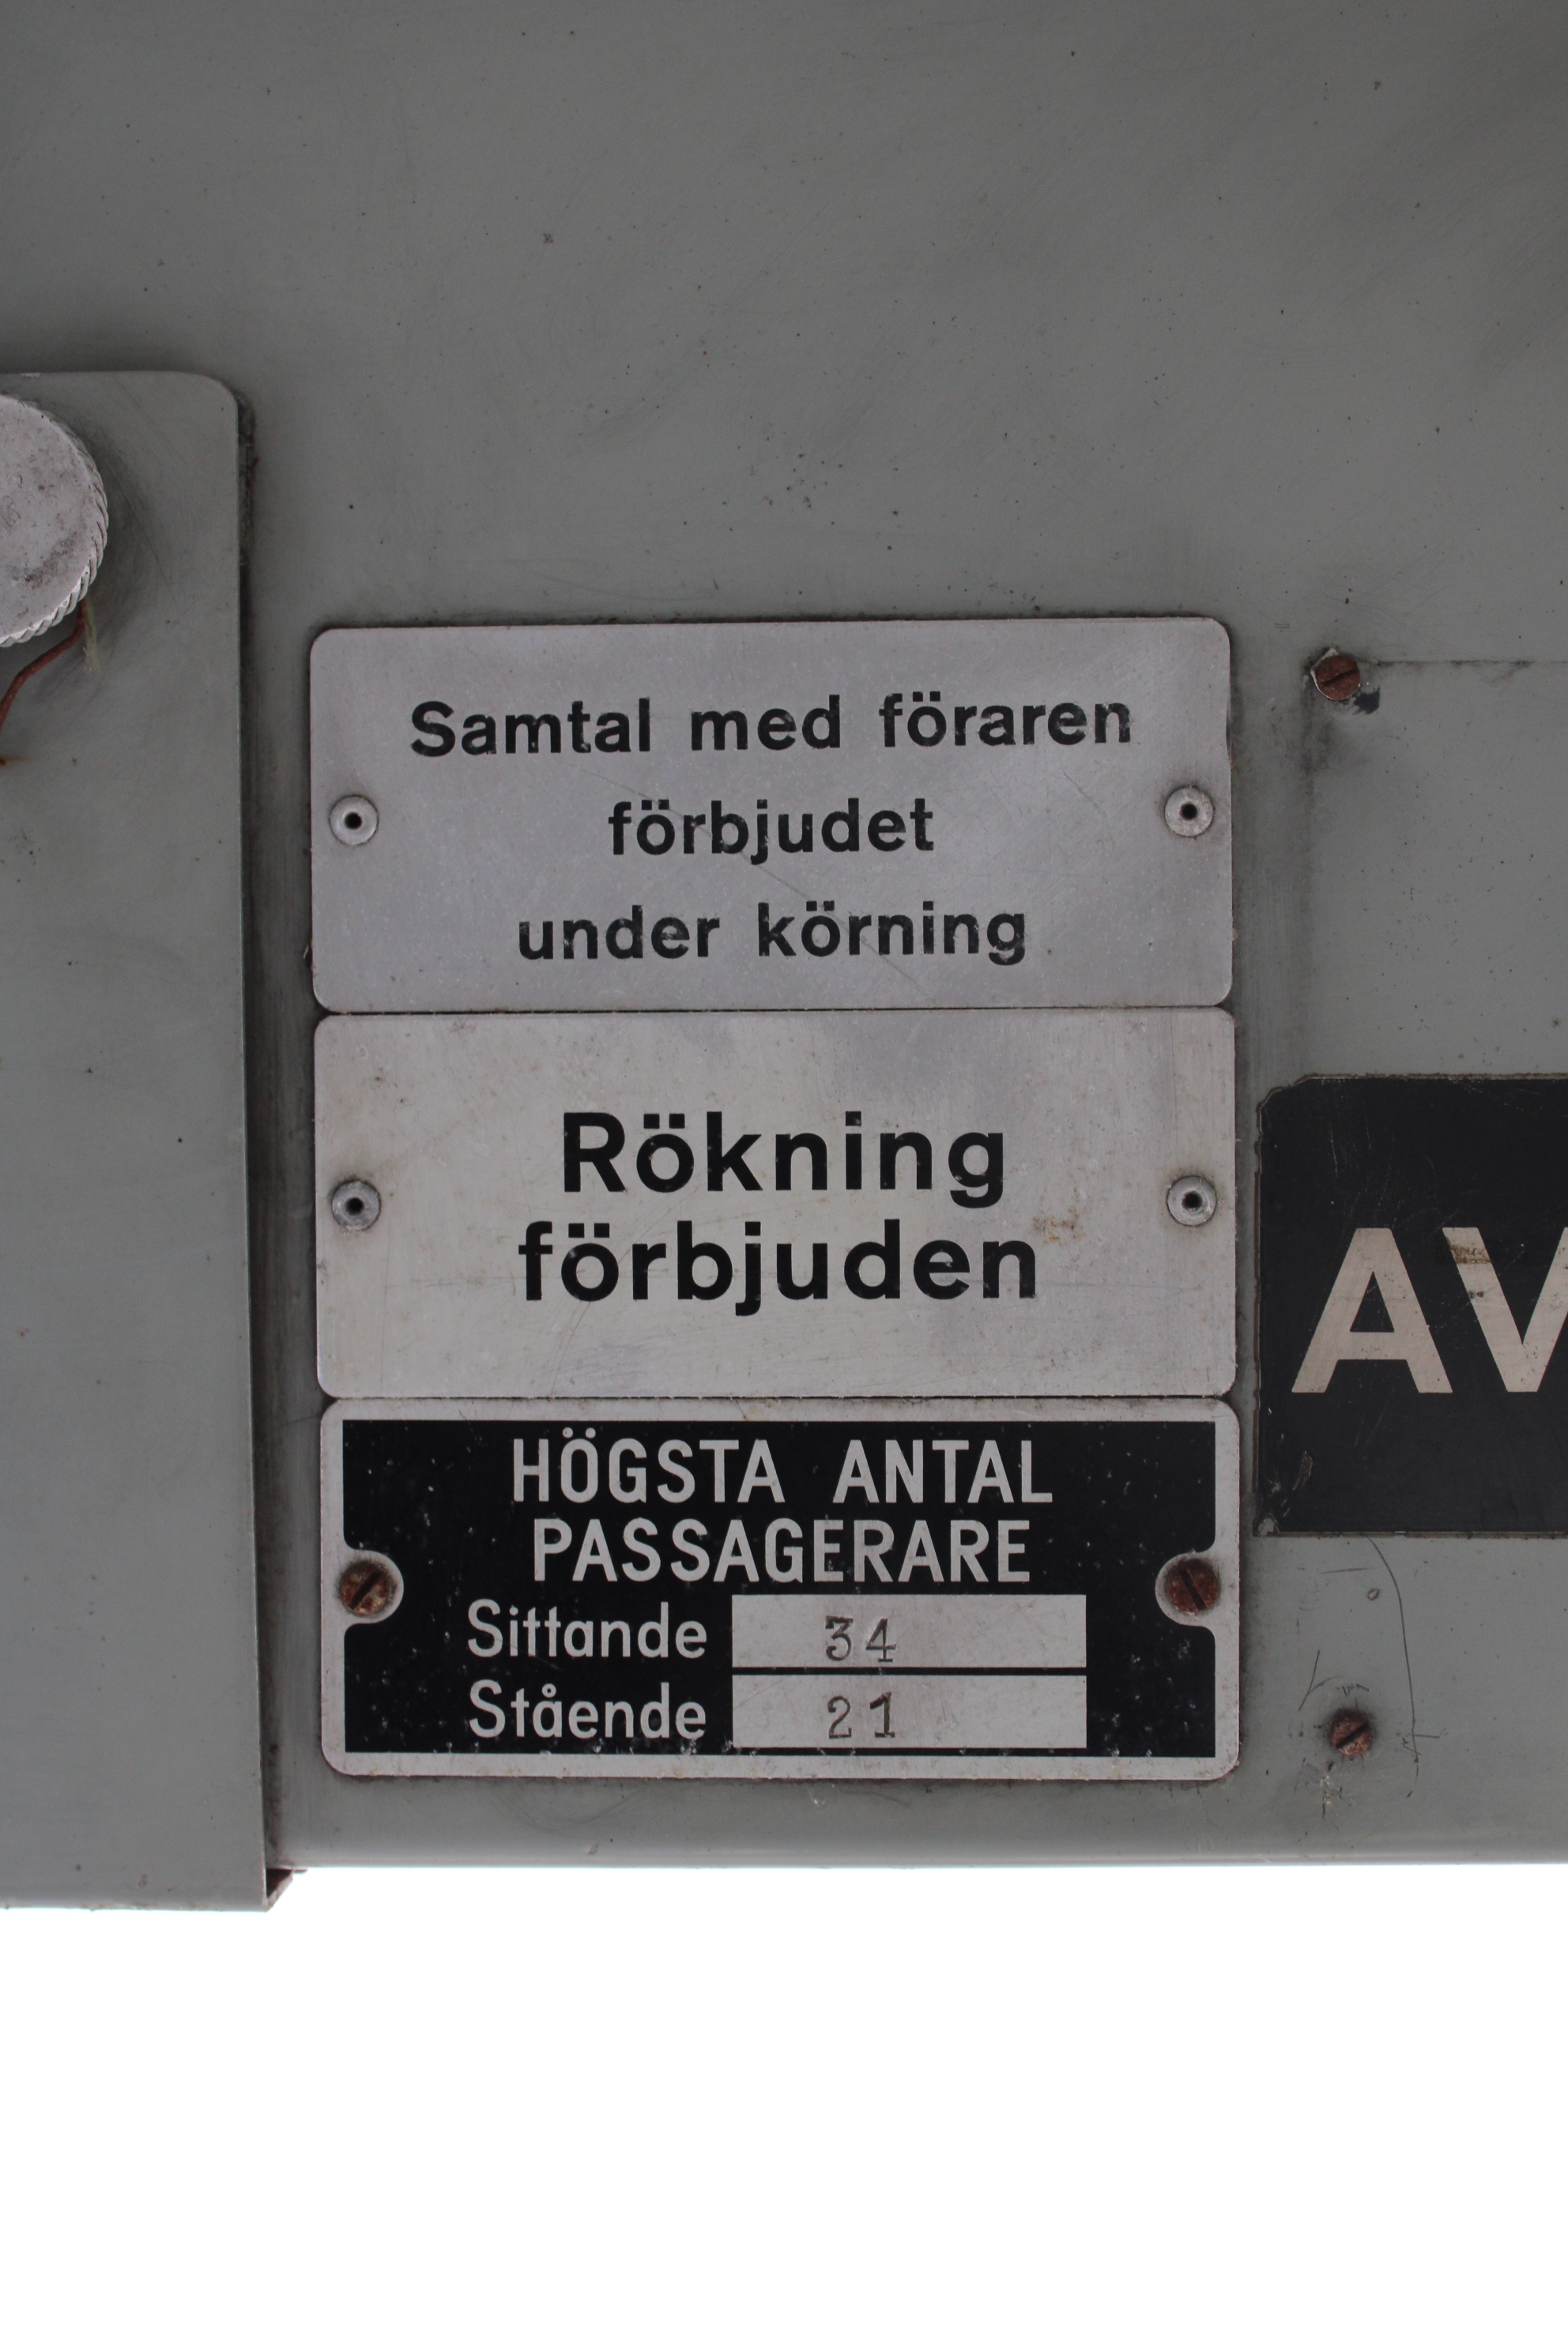 Samtal med föraren
förbjudet
under körning
Rökning
förbjuden
HÖGSTA ANTAL
PASSAGERARE
Sittande 34
Stående 21
AV